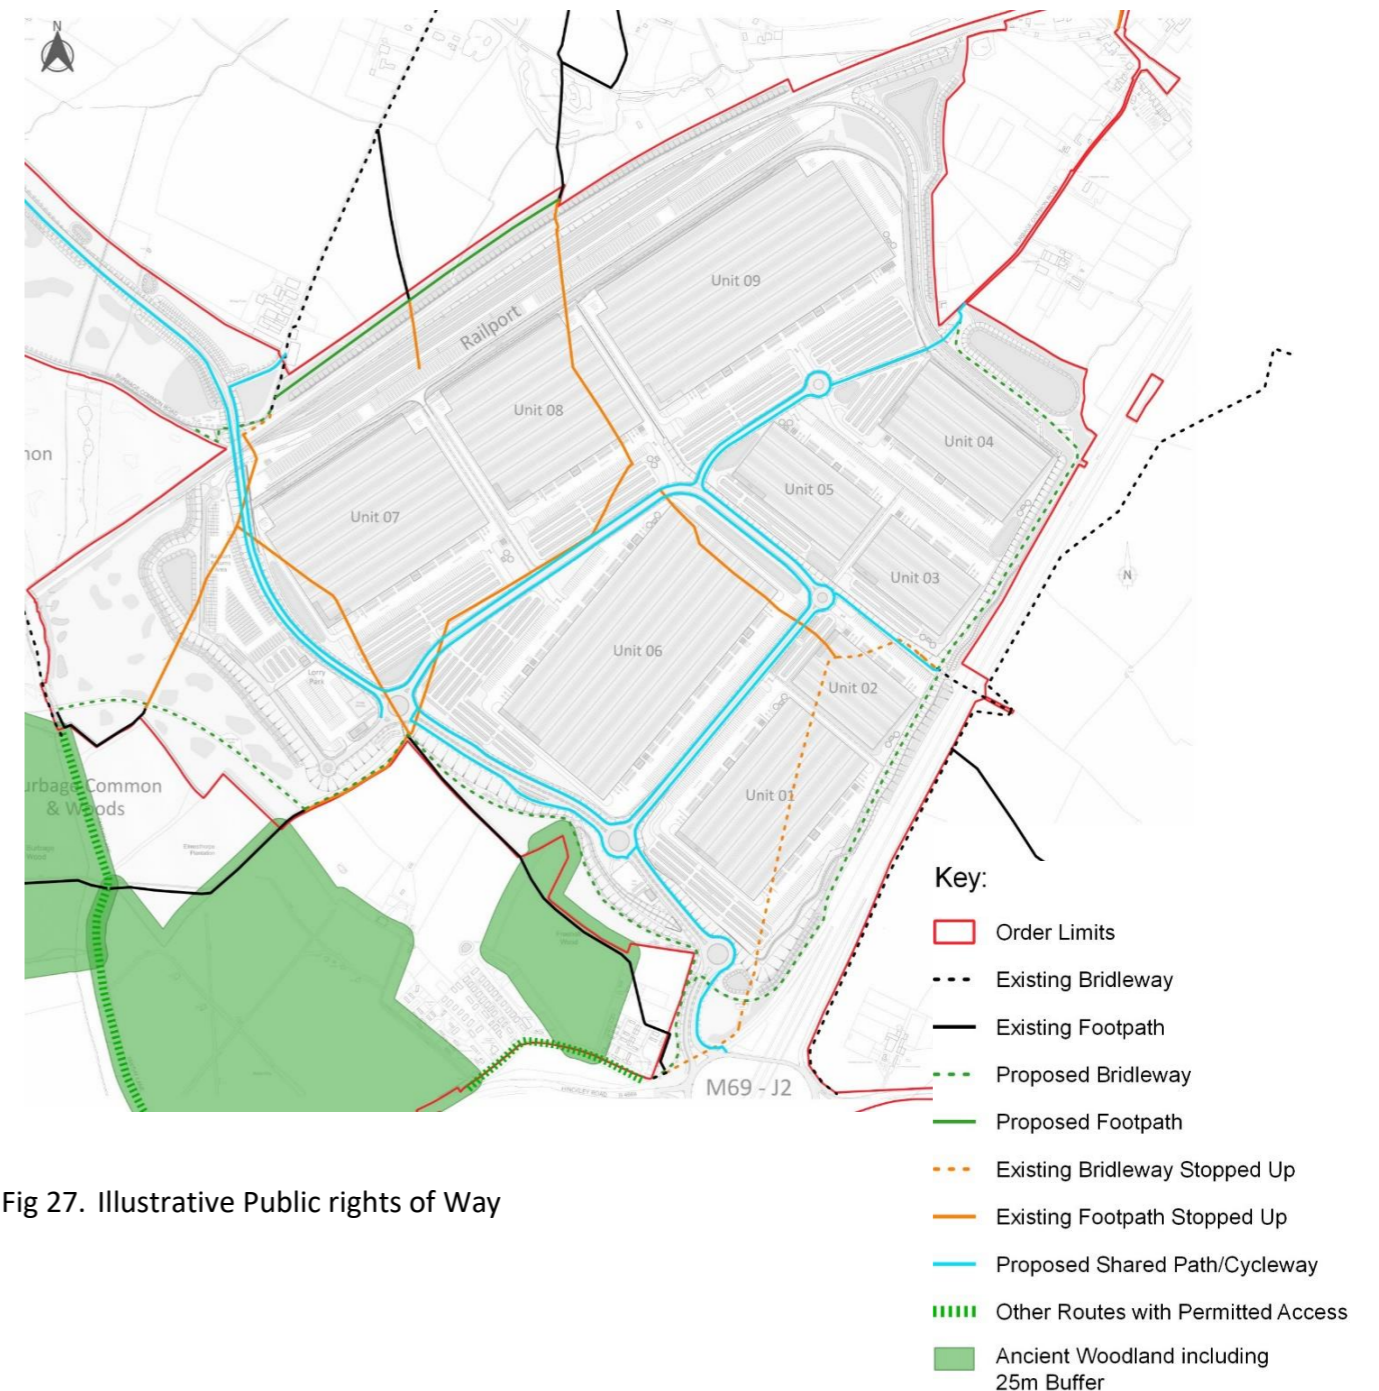 N
Unit 09
Railport
Unit 08
Unit 04
non
Unit 05
Unit 07
Unit 03
N
Unit 06
Lorry
Park
Unit 02
urbage Common
& Woods
Unit 01
M69 - J2
Key:
Order Limits
Existing Bridleway
Existing Footpath
Proposed Bridleway
Proposed Footpath
Existing Bridleway Stopped Up
Existing Footpath Stopped Up
Proposed Shared Path/Cycleway
Other Routes with Permitted Access
Ancient Woodland including
25m Buffer
Fig 27. Illustrative Public rights of Way